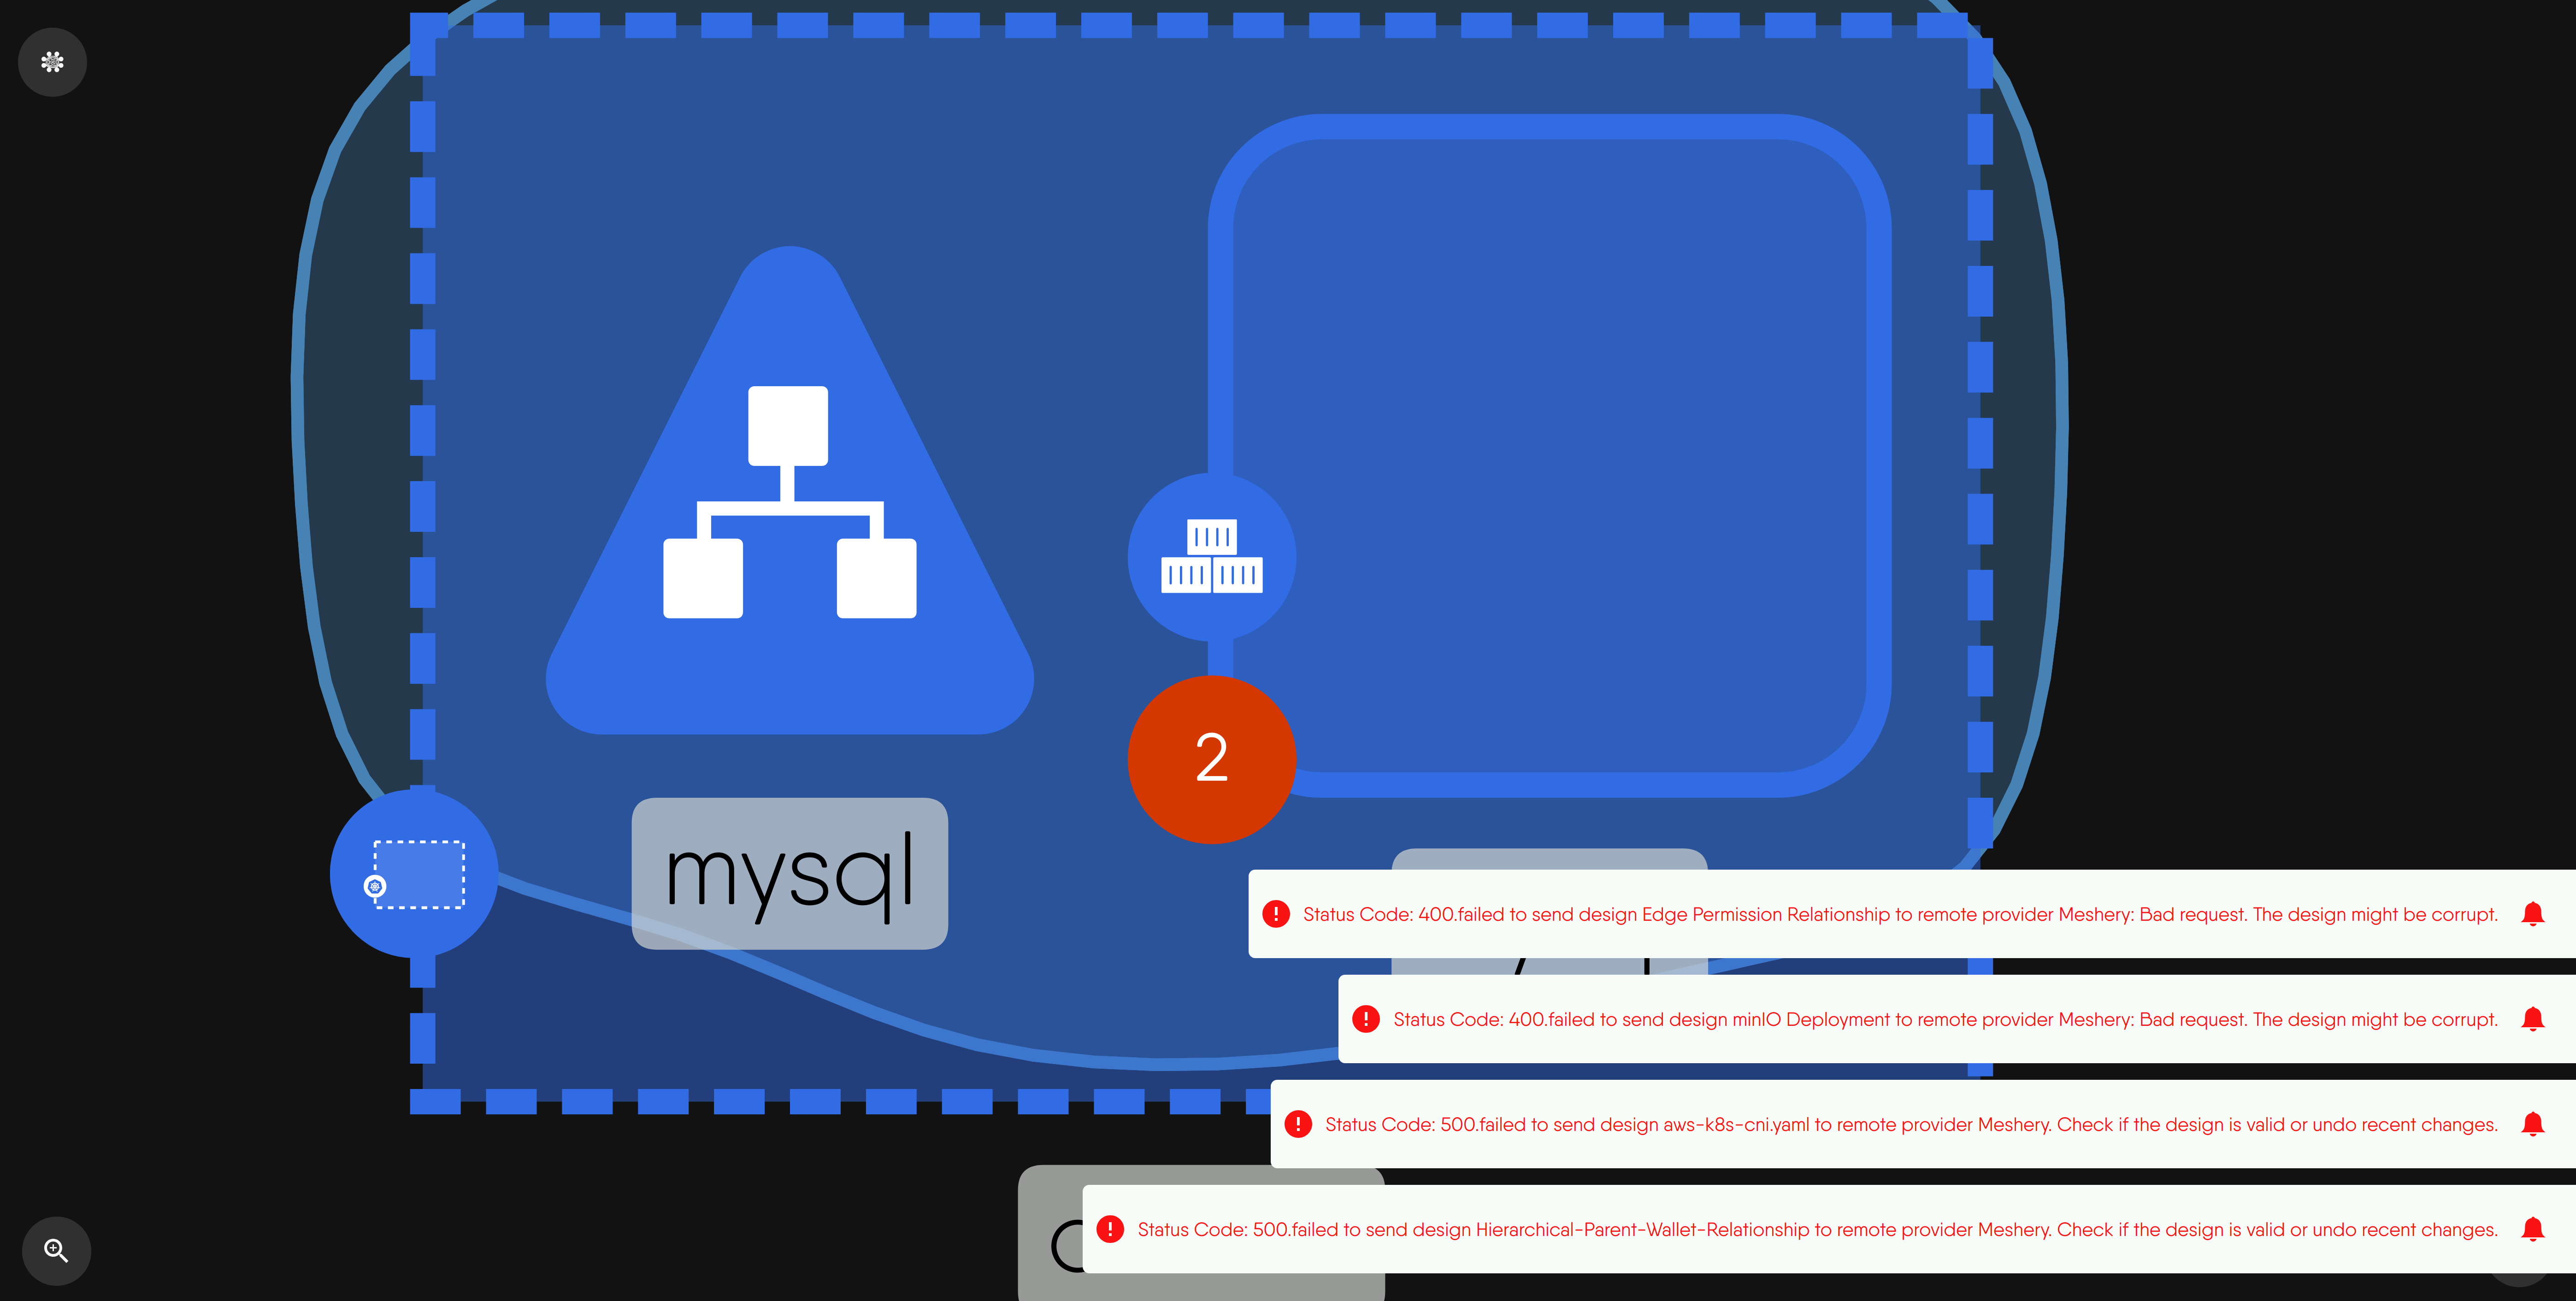 2
mysql
Status Code: 400.failed to send design Edge Permission Relationship to remote provider Meshery: Bad request. The design might be corrupt.
Status Code: 400.failed to send design minIO Deployment to remote provider Meshery: Bad request. The design might be corrupt.
Status Code: 500.failed to send design aws-k8s-cni.yaml to remote provider Meshery. Check if the design is valid or undo recent changes.
Status Code: 500.failed to send design Hierarchical-Parent-Wallet-Relationship to remote provider Meshery. Check if the design is valid or undo recent changes.